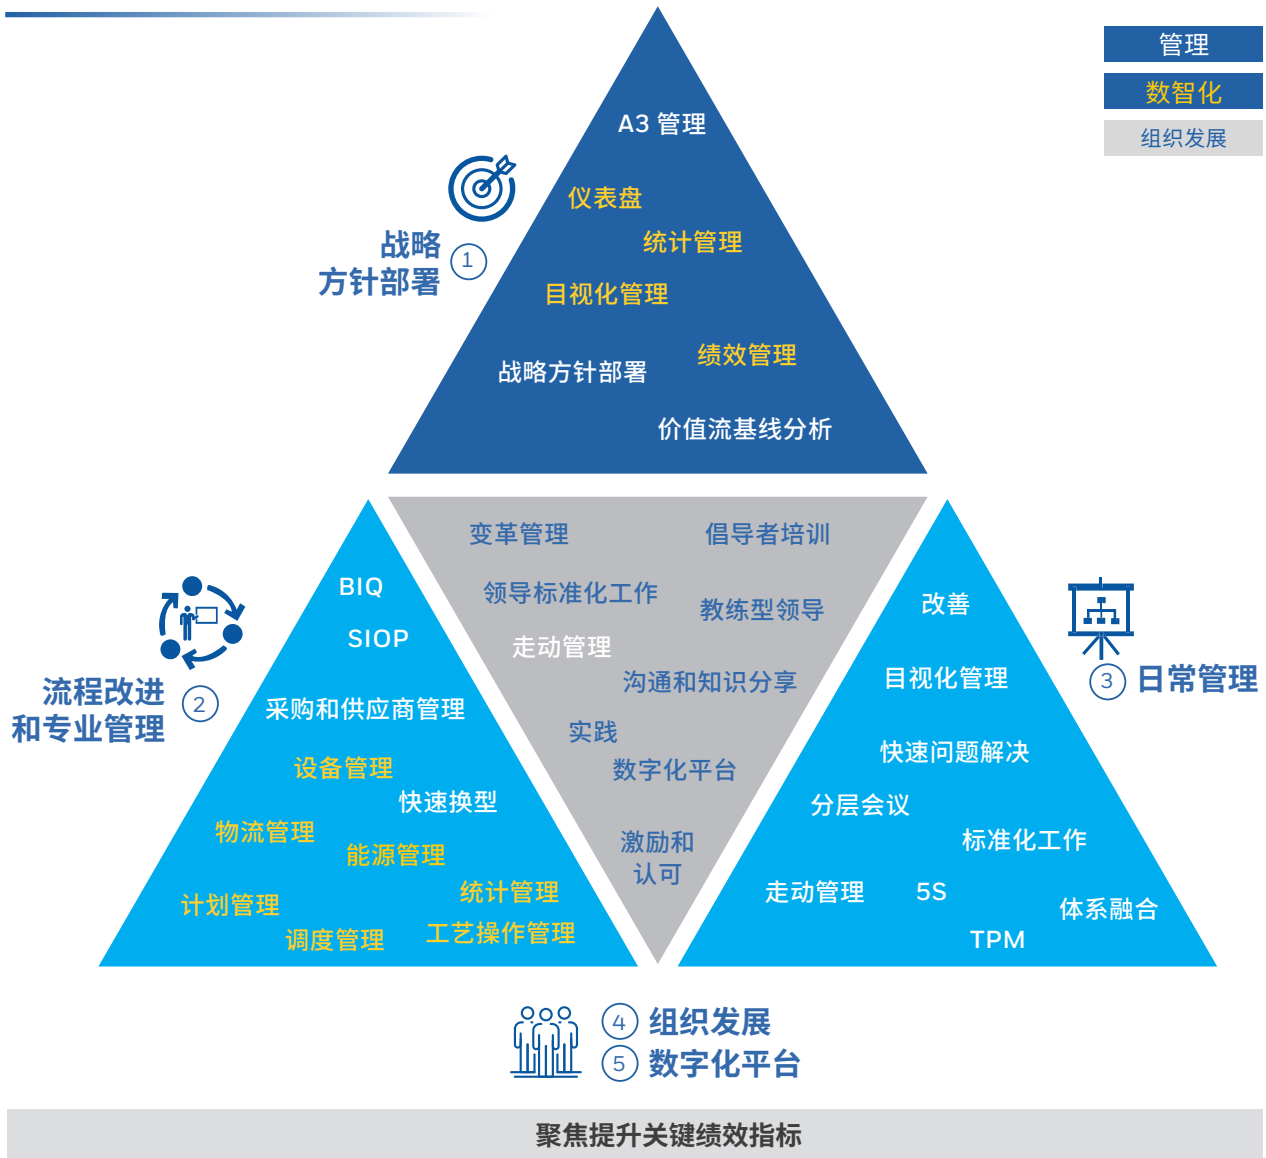 管理
数智化
组织发展
A3 管理
仪表盘
统计管理
目视化管理
绩效管理
战略方针部署
价值流基线分析
战略
方针部署
1
变革管理
倡导者培训
领导标准化工作
教练型领导
走动管理
沟通和知识分享
实践
数字化平台
激励和
认可
BIQ
SIOP
采购和供应商管理
设备管理
快速换型
物流管理
能源管理
统计管理
计划管理
工艺操作管理
调度管理
流程改进
和专业管理
2
改善
目视化管理
快速问题解决
分层会议
标准化工作
走动管理
5S
体系融合
TPM
3 日常管理
4 组织发展
5 数字化平台
聚焦提升关键绩效指标